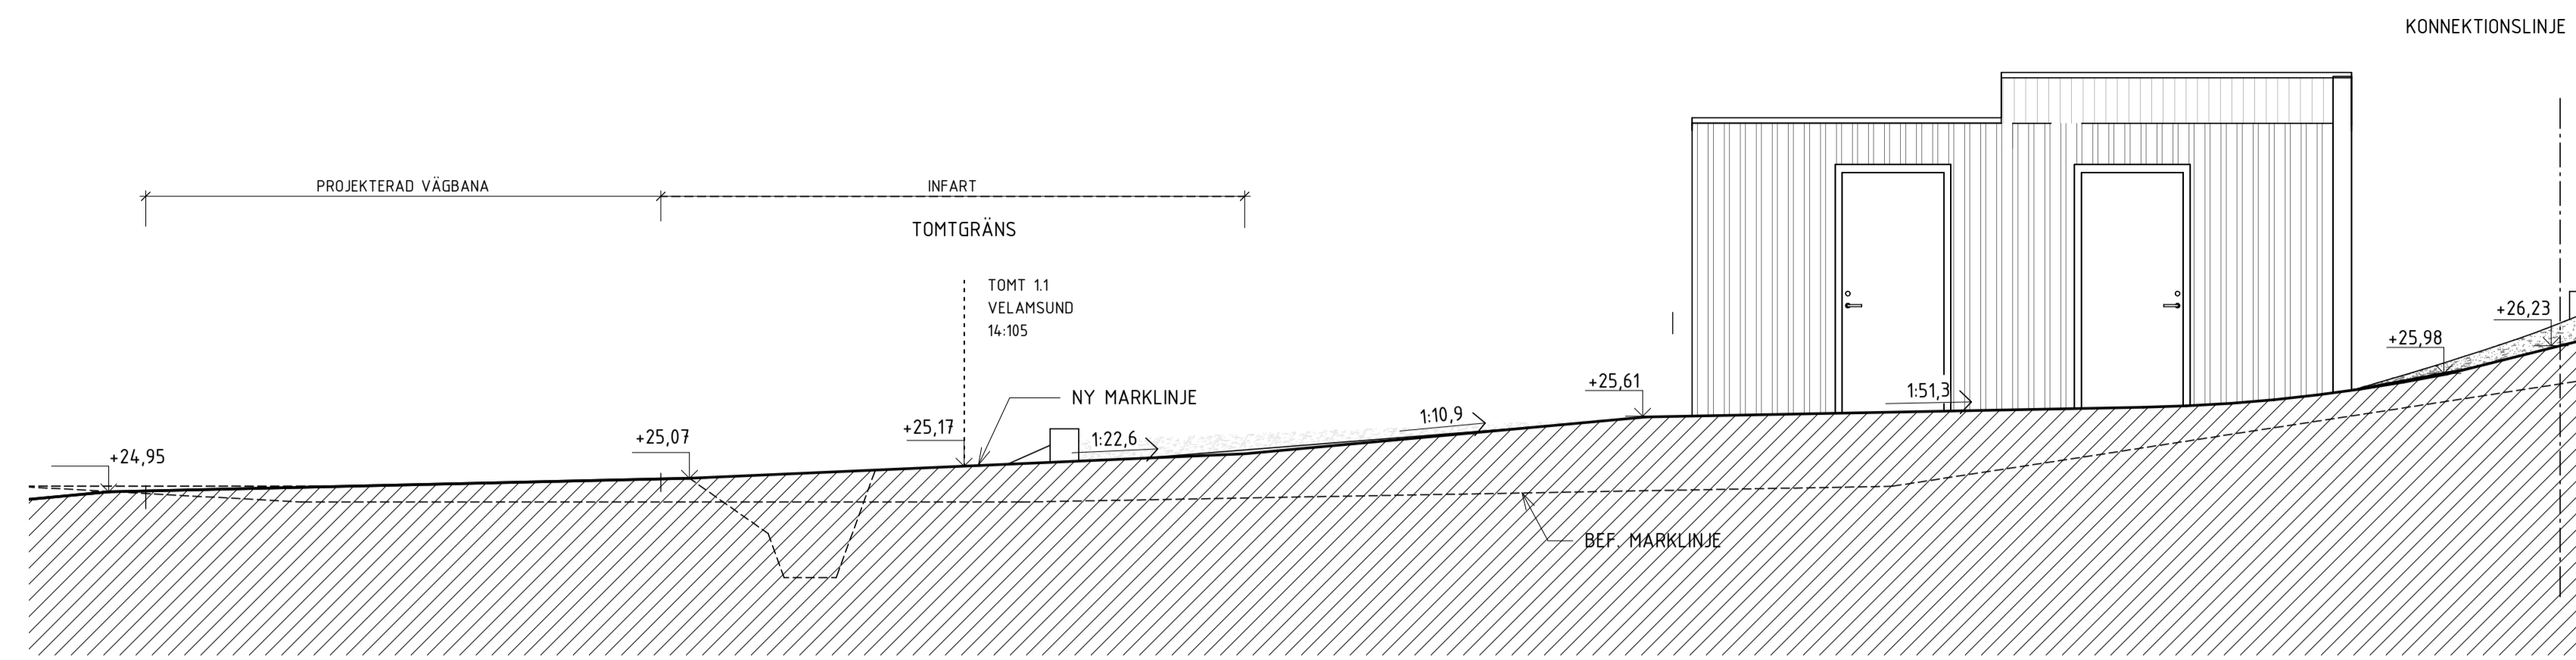 KONNEKTIONSLINJE
PROJEKTERAD VÄGBANA
INFART
TOMTGRÄNS
TOMT 1.1
VELAMSUND
14:105
+26,23
+25,98
+25,61
1:51,3
NY MARKLINJE
1:10,9
+25,17
+25,07
1:22,6
+24,95
BEF. MARKLINJE